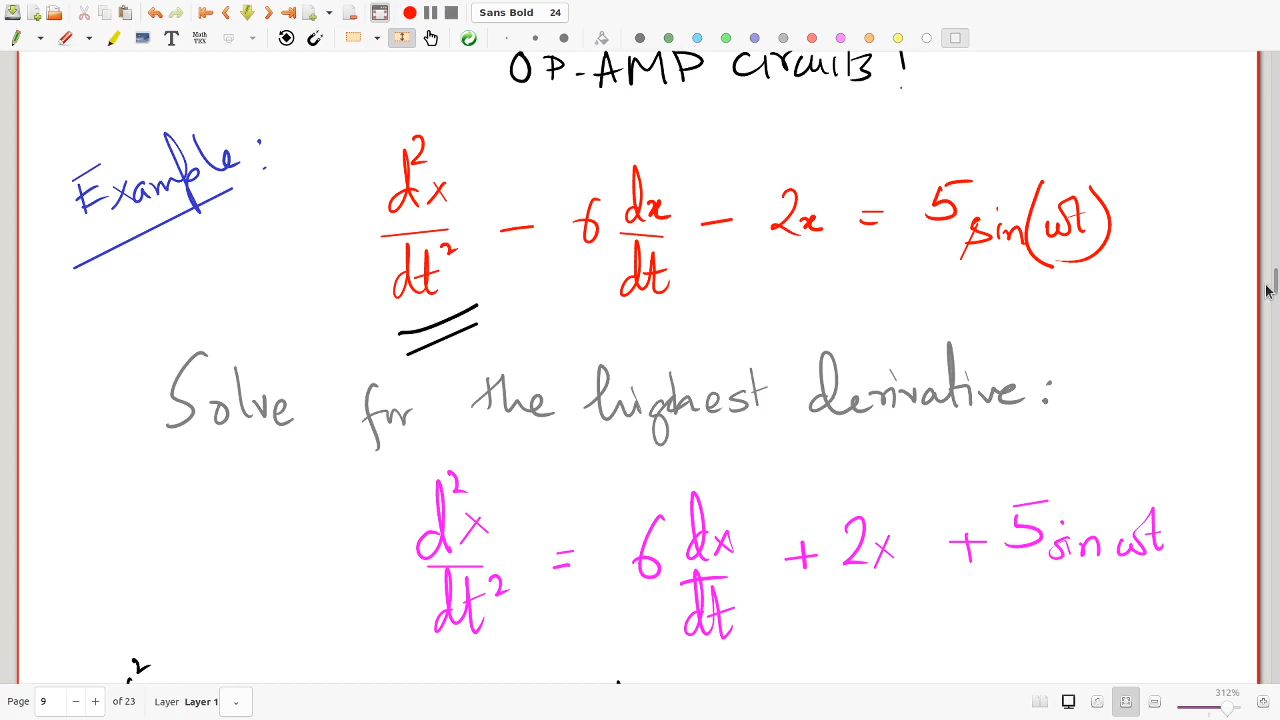 Sans Bold 24
OP-AMP Circuits!
Example:
d²x/dt² - 6 dx/dt - 2x = 5 sin(ωt)
Solve for the highest derivative:
d²x/dt² = 6 dx/dt + 2x + 5 sin ωt
2
Page 9 of 23 Layer Layer 1
312%